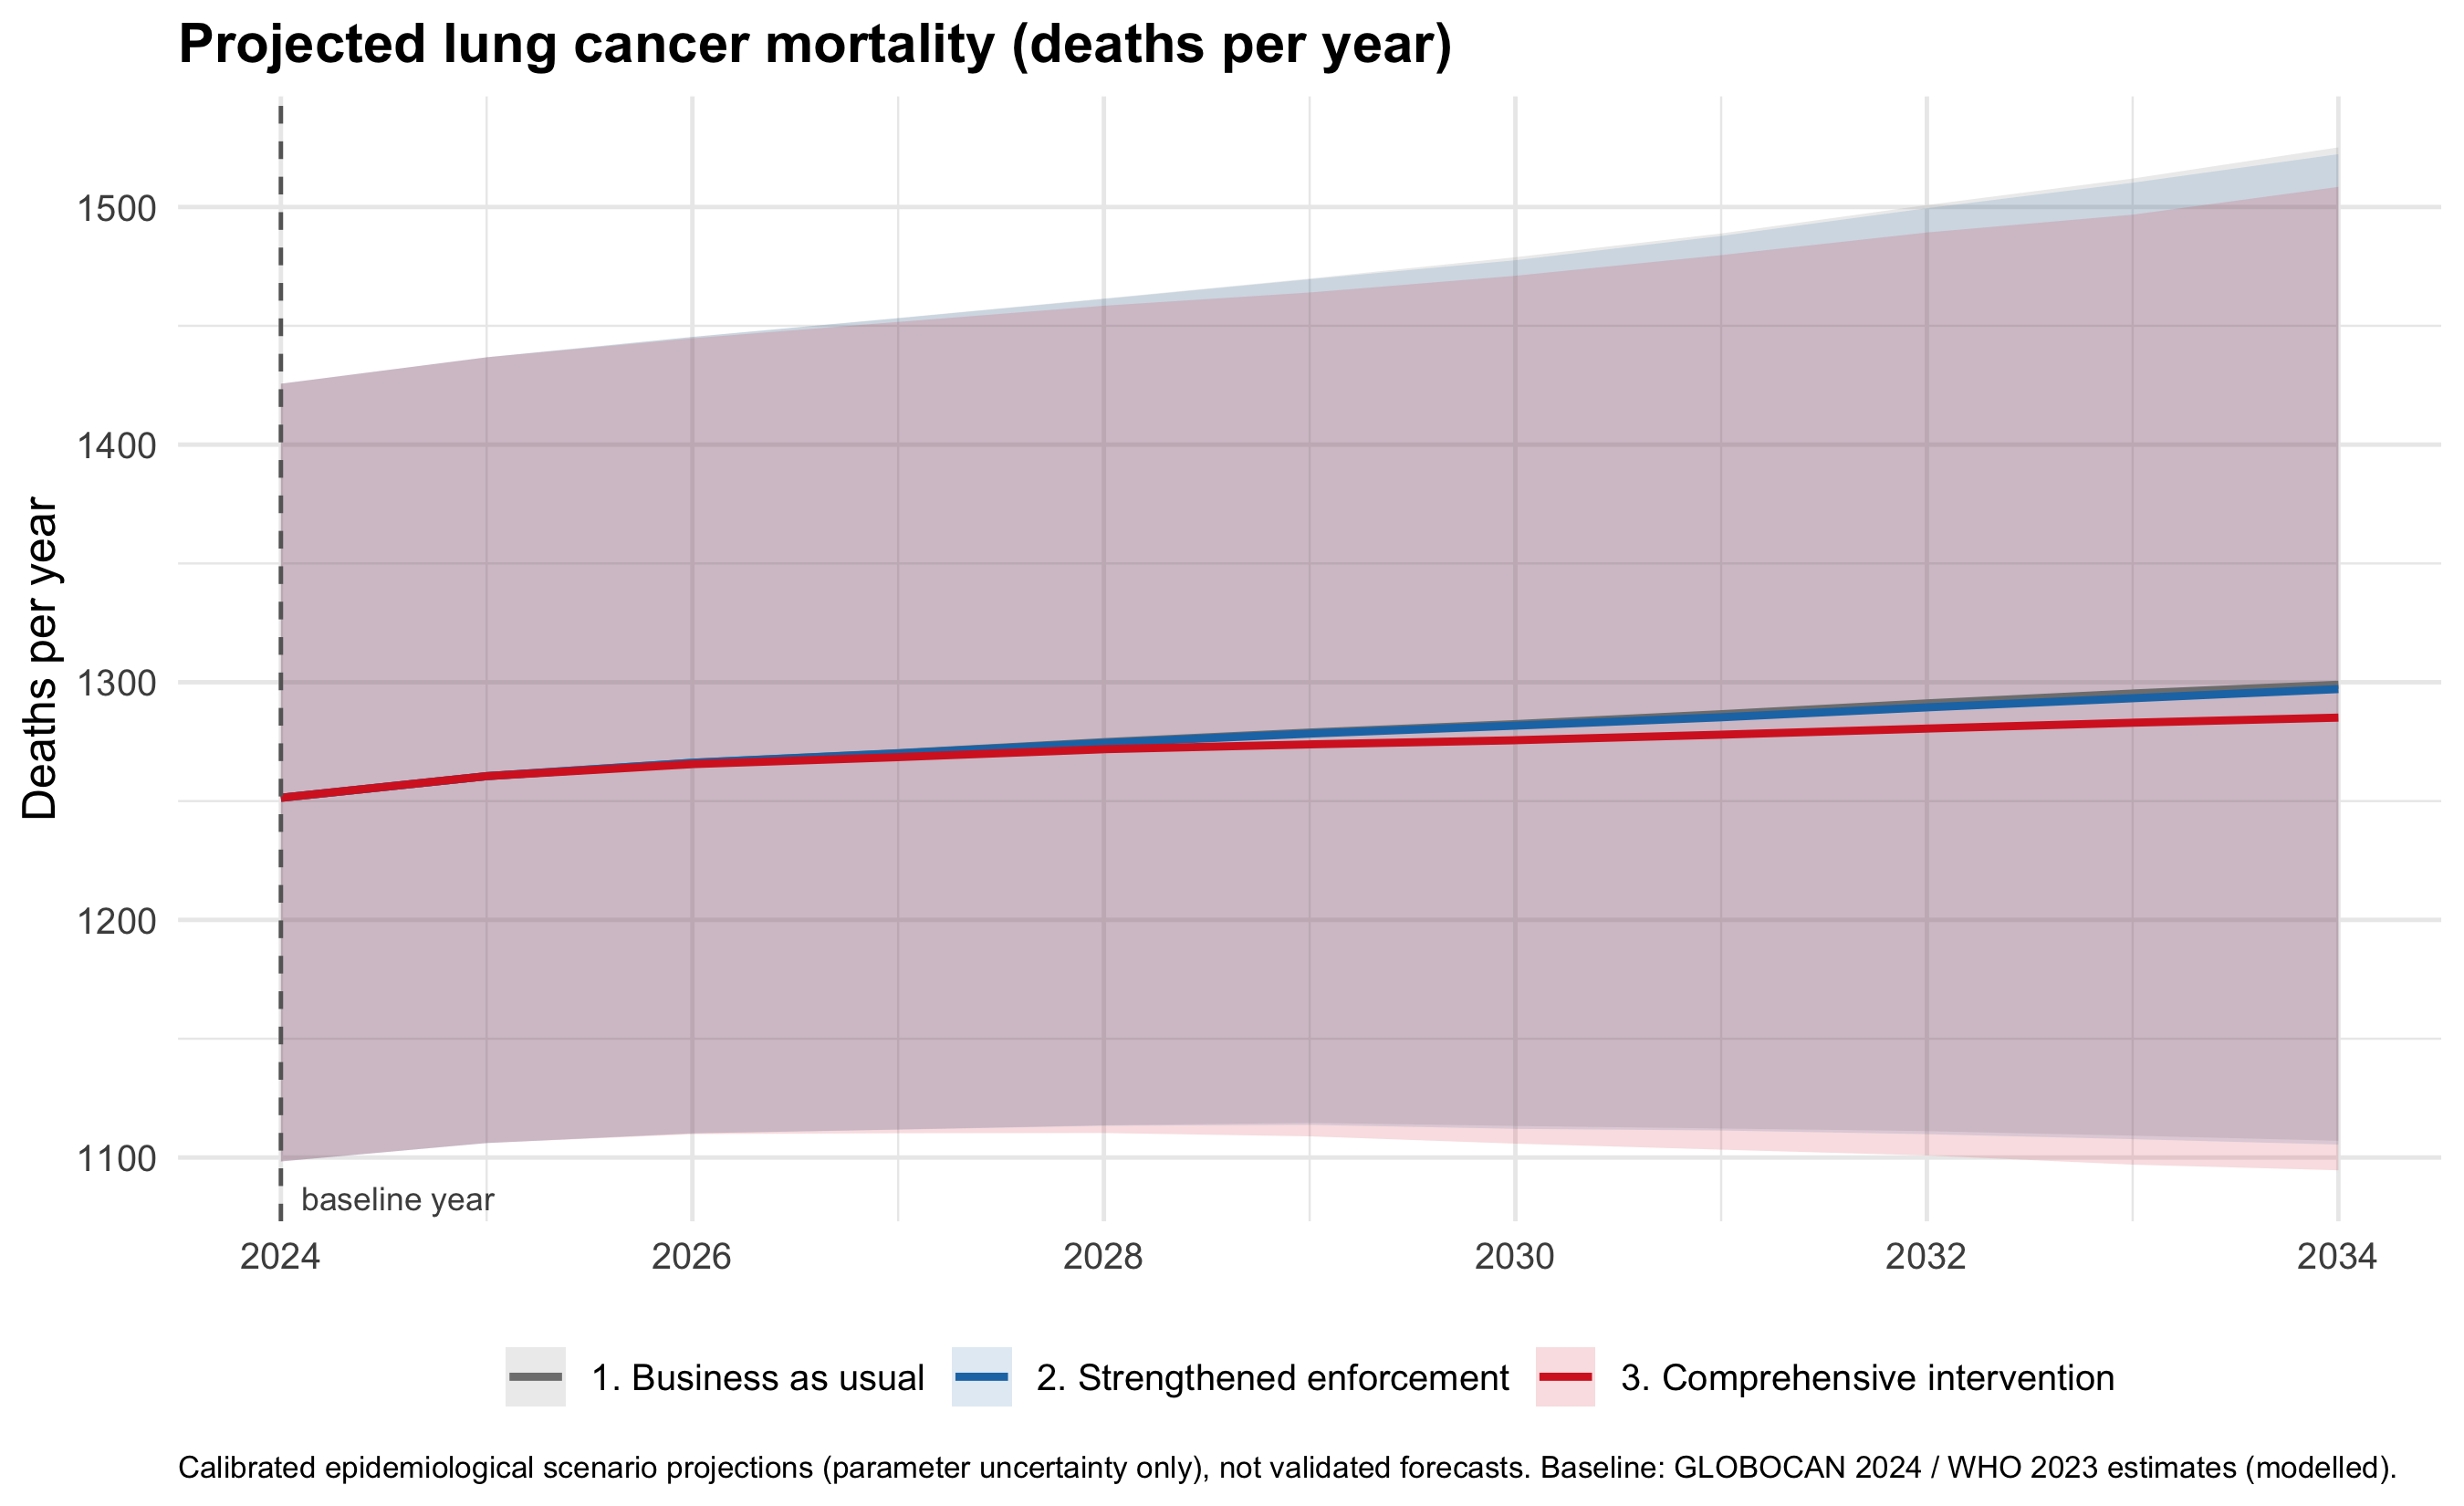 Projected lung cancer mortality (deaths per year)
Deaths per year
1500
1400
1300
1200
1100
baseline year
2024 2026 2028 2030 2032 2034
1. Business as usual 2. Strengthened enforcement 3. Comprehensive intervention
Calibrated epidemiological scenario projections (parameter uncertainty only), not validated forecasts. Baseline: GLOBOCAN 2024 / WHO 2023 estimates (modelled).